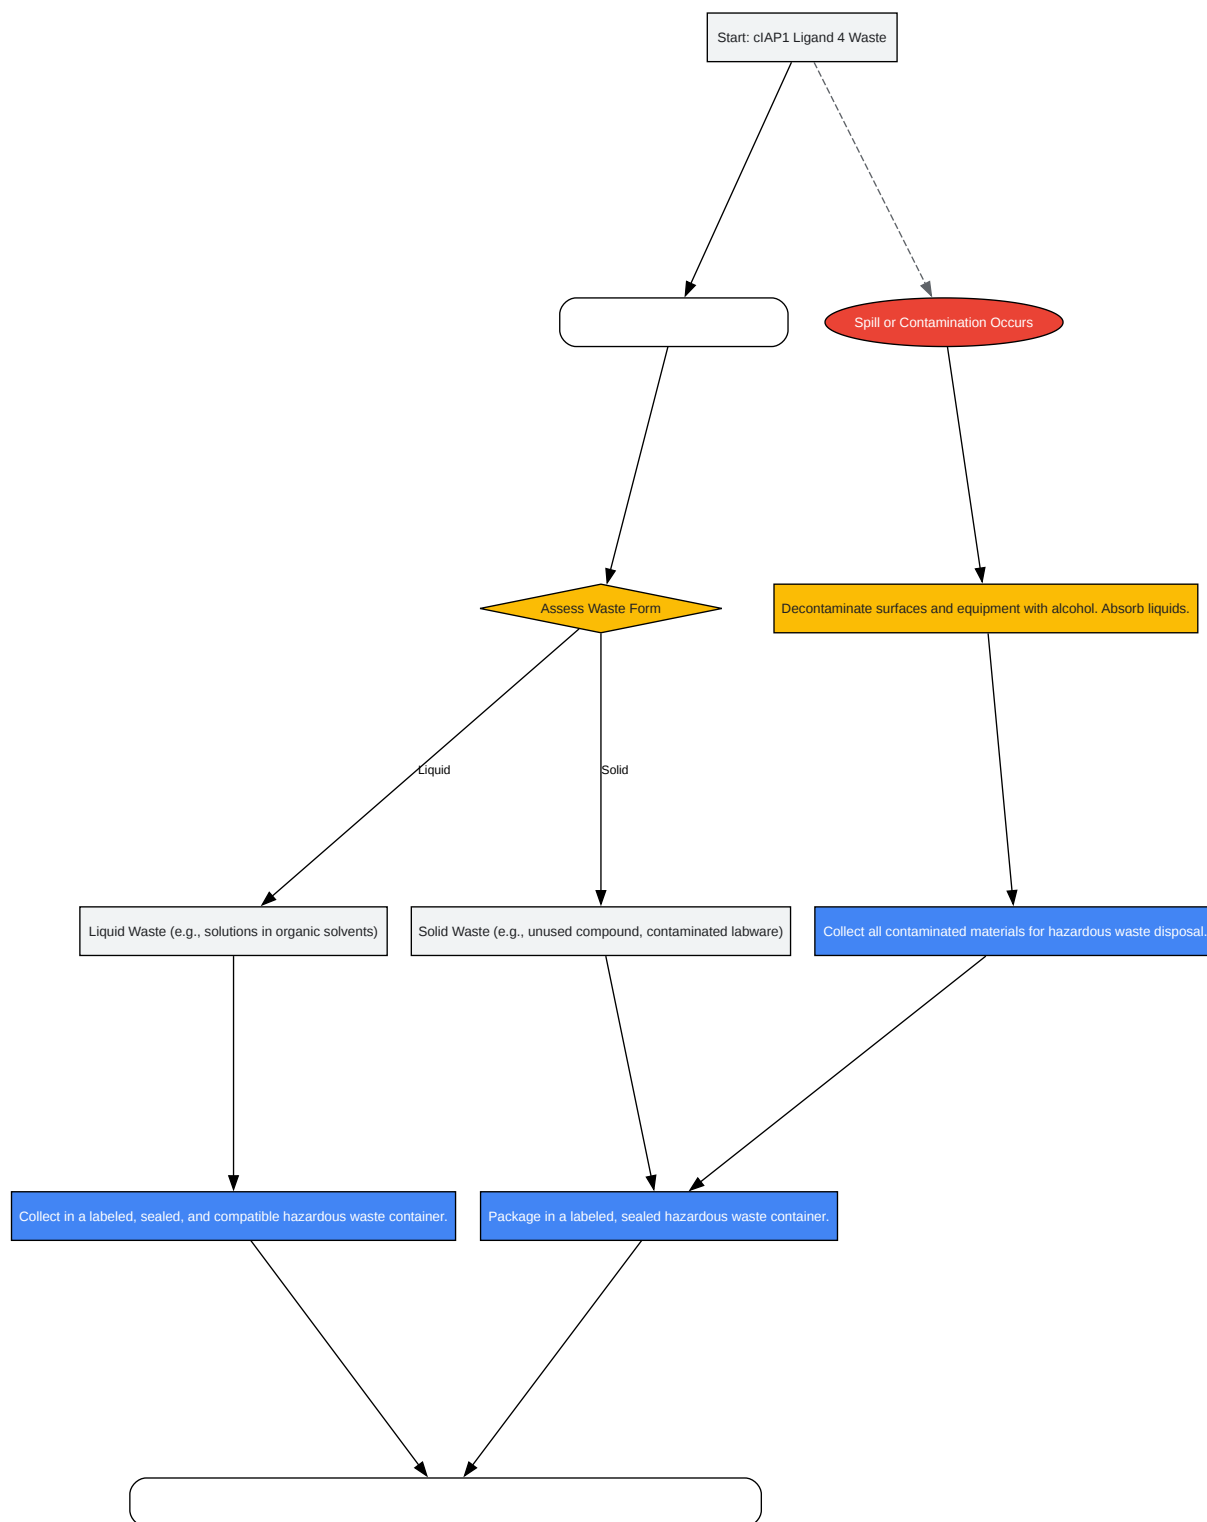 Start: cIAP1 Ligand 4 Waste
Spill or Contamination Occurs
Assess Waste Form
Decontaminate surfaces and equipment with alcohol. Absorb liquids.
Liquid
Solid
Liquid Waste (e.g., solutions in organic solvents)
Solid Waste (e.g., unused compound, contaminated labware)
Collect all contaminated materials for hazardous waste disposal.
Collect in a labeled, sealed, and compatible hazardous waste container.
Package in a labeled, sealed hazardous waste container.